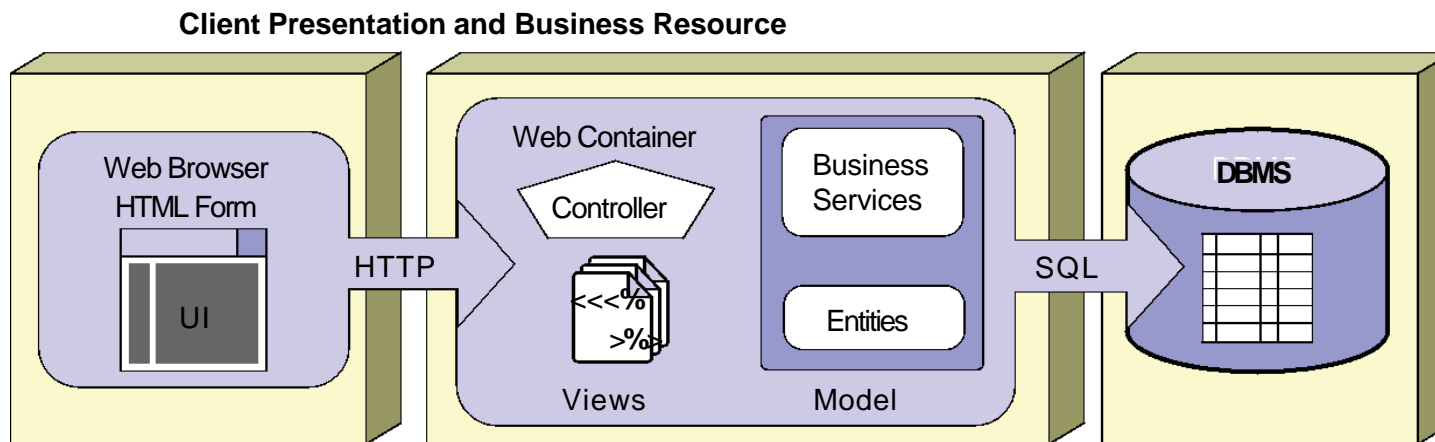 Client Presentation and Business Resource
Web Browser
HTML Form
UI
HTTP
Web Container
Controller
<<<%
>%>
Views
Business
Services
Entities
Model
SQL
DBMS